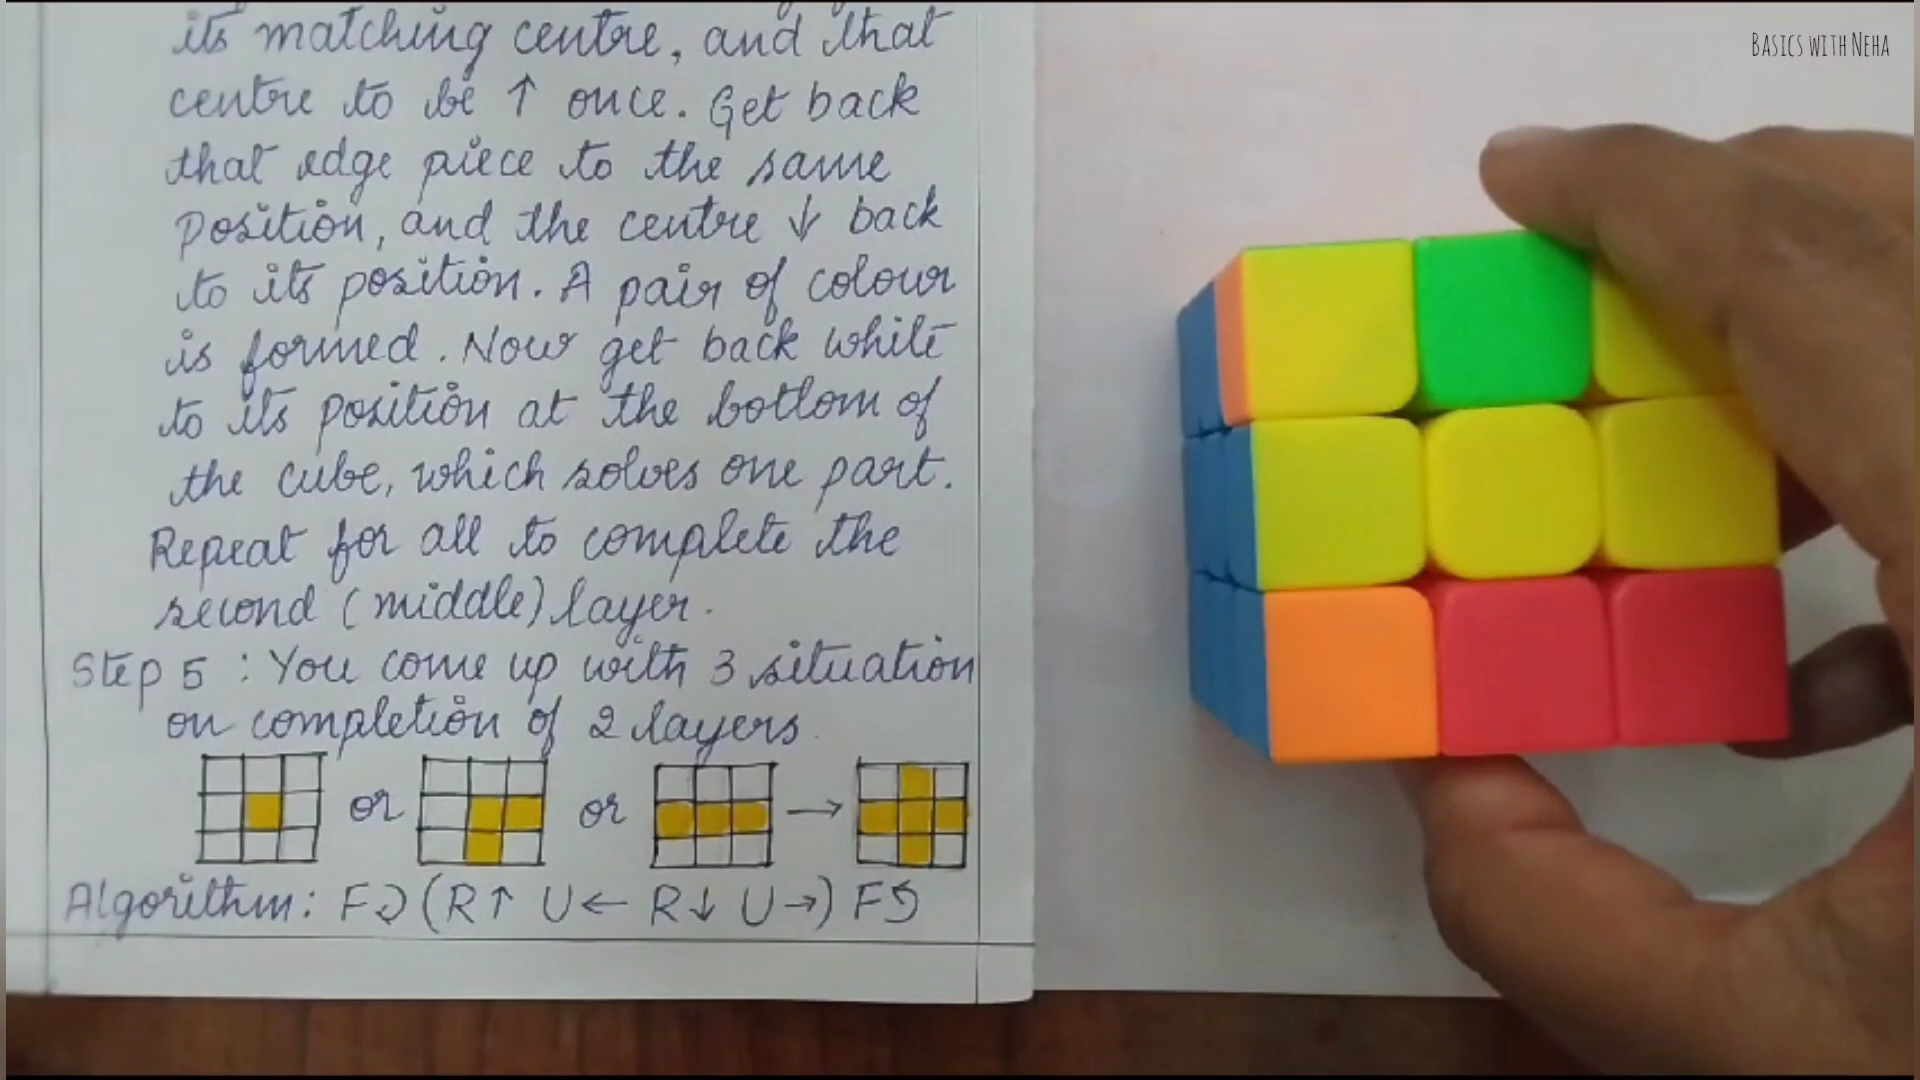 its matching centre, and that
centre to be ↑ once. Get back
that edge piece to the same
position, and the centre ↓ back
to its position. A pair of colour
is formed. Now get back white
to its position at the bottom of
the cube, which solves one part.
Repeat for all to complete the
second (middle) layer.
Step 5 : You come up with 3 situation
on completion of 2 layers.
or or →
Algorithm: F↻ (R↑ U← R↓ U→) F↺
BASICS WITH NEHA